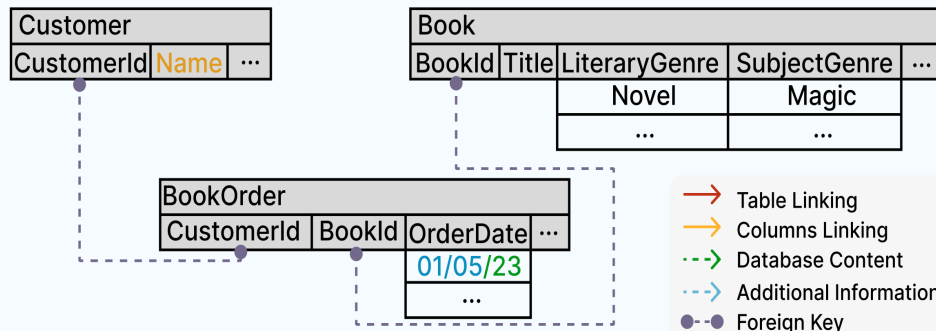 Customer
CustomerId Name ...
Book
BookId Title LiteraryGenre SubjectGenre ...
Novel Magic
... ...
BookOrder
CustomerId BookId OrderDate ...
01/05/23
...
Table Linking
Columns Linking
Database Content
Additional Information
Foreign Key